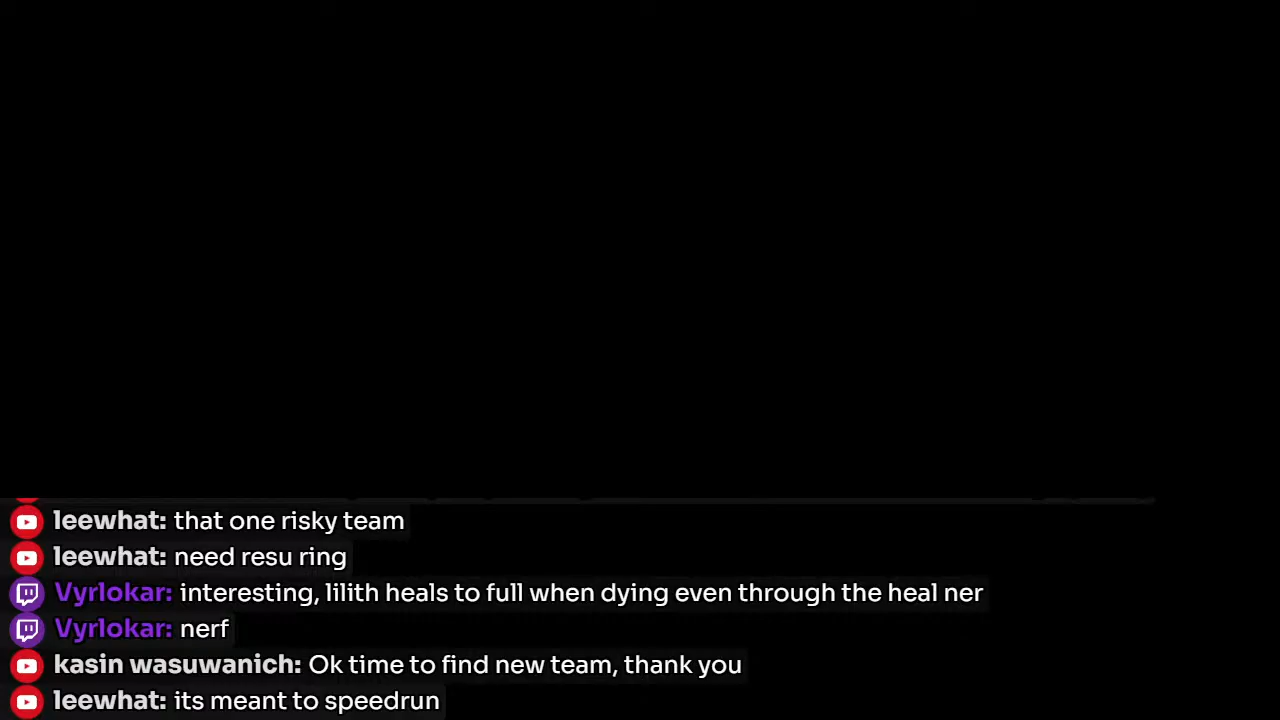 leewhat: that one risky team
leewhat: need resu ring
Vyrlokar: interesting, lilith heals to full when dying even through the heal ner
Vyrlokar: nerf
kasin wasuwanich: Ok time to find new team, thank you
leewhat: its meant to speedrun